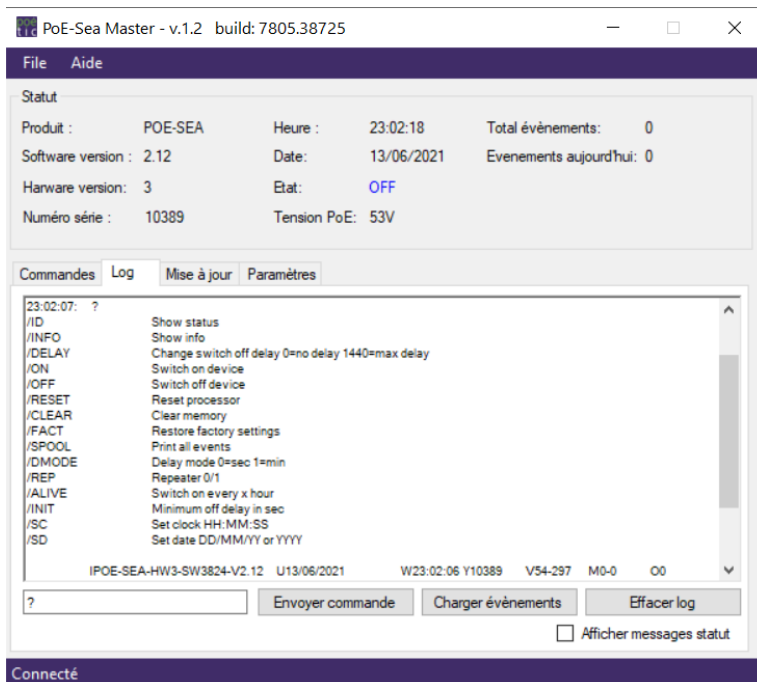 poe tic PoE-Sea Master - v.1.2 build: 7805.38725
File Aide
Statut
Produit : POE-SEA Heure : 23:02:18 Total évènements: 0
Software version : 2.12 Date: 13/06/2021 Evenements aujourd'hui: 0
Harware version: 3 Etat: OFF
Numéro série : 10389 Tension PoE: 53V
Commandes Log Mise à jour Paramètres
23:02:07: ?
/ID Show status
/INFO Show info
/DELAY Change switch off delay 0=no delay 1440=max delay
/ON Switch on device
/OFF Switch off device
/RESET Reset processor
/CLEAR Clear memory
/FACT Restore factory settings
/SPOOL Print all events
/DMODE Delay mode 0=sec 1=min
/REP Repeater 0/1
/ALIVE Switch on every x hour
/INIT Minimum off delay in sec
/SC Set clock HH:MM:SS
/SD Set date DD/MM/YY or YYYY
IPOE-SEA-HW3-SW3824-V2.12 U13/06/2021 W23:02:06 Y10389 V54-297 M0-0 O0
? Envoyer commande Charger évènements Effacer log
Afficher messages statut
Connecté